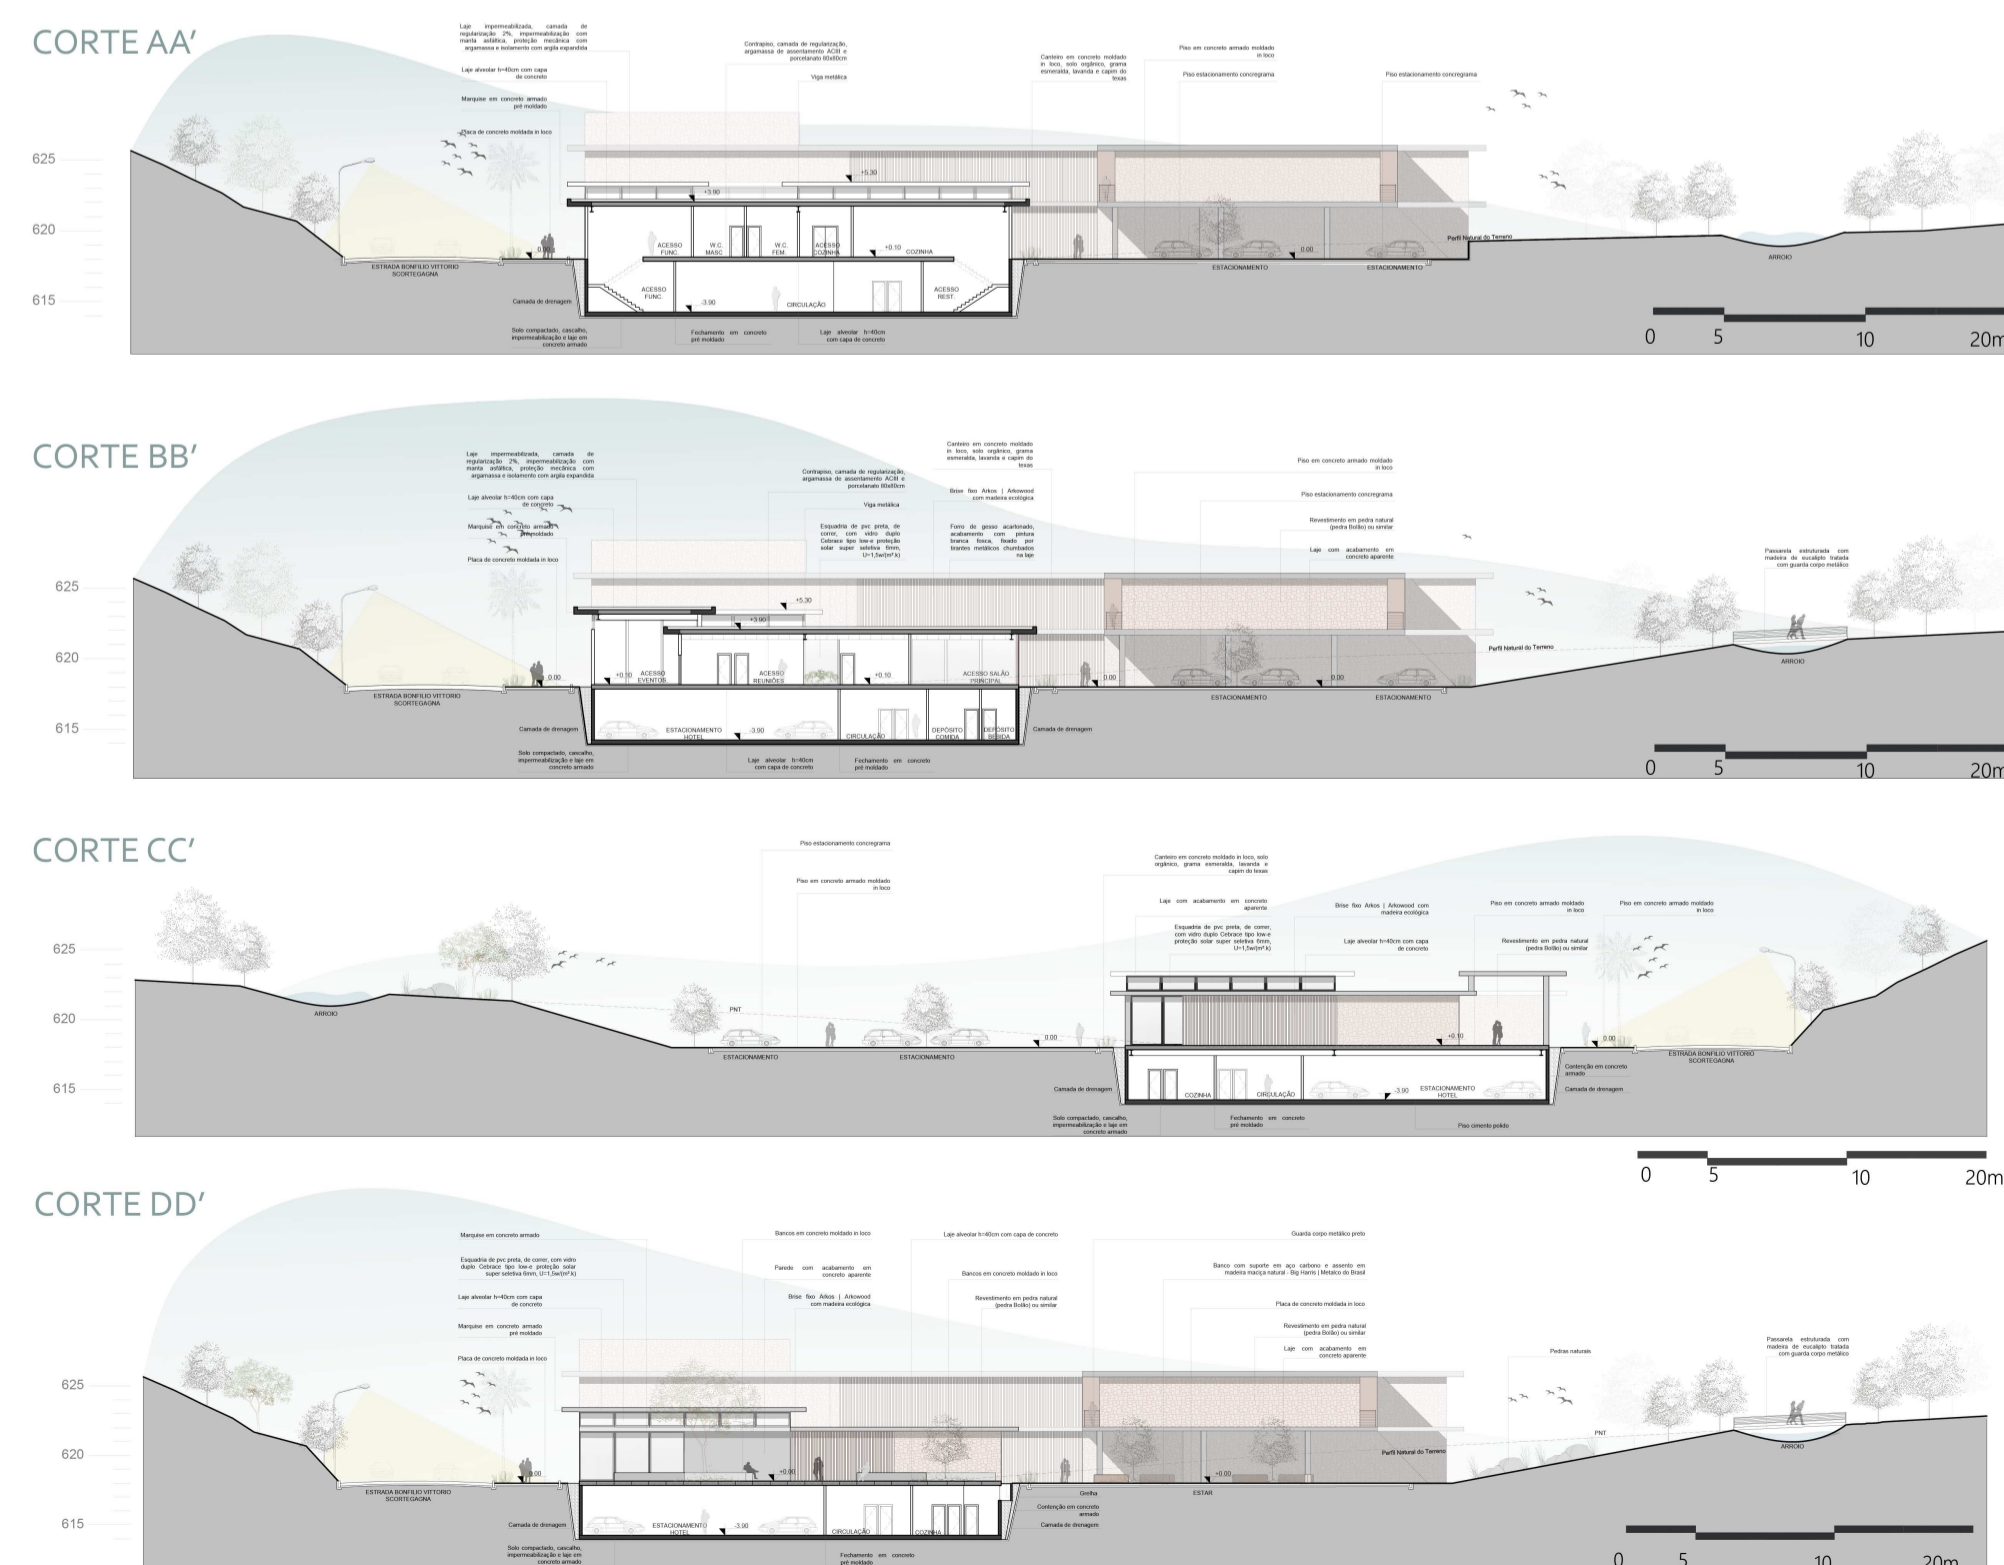 CORTE AA'
Laje impermeabilizada, camada de
regularização 2%, impermeabilização com
manta asfáltica, proteção mecânica com
argamassa e isolamento com argila expandida
Laje alveolar h=40cm com capa
de concreto
Marquise em concreto armado
pré moldado
Placa de concreto moldada in loco
Contrapiso, camada de regularização,
argamassa de assentamento ACIII e
porcelanato 80x80cm
Viga metálica
Canteiro em concreto moldado
in loco, solo orgânico, grama
esmeralda, lavanda e capim do
texas
Piso em concreto armado moldado
in loco
Piso estacionamento concregrama
Piso estacionamento concregrama
625
620
615
+5.30
+3.90
0.00
ACESSO
FUNC.
W.C.
MASC
W.C.
FEM.
ACESSO
COZINHA
+0.10
COZINHA
0.00
Perfil Natural do Terreno
ESTRADA BONFILIO VITTORIO
SCORTEGAGNA
ESTACIONAMENTO
ESTACIONAMENTO
ARROIO
Camada de drenagem
ACESSO
FUNC.
-3.90
CIRCULAÇÃO
ACESSO
REST.
Solo compactado, cascalho,
impermeabilização e laje em
concreto armado
Fechamento em concreto
pré moldado
Laje alveolar h=40cm
com capa de concreto
0 5 10 20m
CORTE BB'
Laje impermeabilizada, camada de
regularização 2%, impermeabilização com
manta asfáltica, proteção mecânica com
argamassa e isolamento com argila expandida
Laje alveolar h=40cm com capa
de concreto
Marquise em concreto armado
pré moldado
Placa de concreto moldada in loco
Contrapiso, camada de regularização,
argamassa de assentamento ACIII e
porcelanato 80x80cm
Viga metálica
Esquadria de pvc preta, de
correr, com vidro duplo
Cebrace tipo low-e proteção
solar super seletiva 6mm,
U=1,5w/(m².k)
Canteiro em concreto moldado
in loco, solo orgânico, grama
esmeralda, lavanda e capim do
texas
Brise fixo Arkos | Arkowood
com madeira ecológica
Forro de gesso acartonado,
acabamento com pintura
branca fosca, fixado por
tirantes metálicos chumbados
na laje
Piso em concreto armado moldado
in loco
Piso estacionamento concregrama
Revestimento em pedra natural
(pedra Bolão) ou similar
Laje com acabamento em
concreto aparente
Passarela estruturada com
madeira de eucalipto tratada
com guarda corpo metálico
625
620
615
+5.30
+3.90
0.00
+0.10
ACESSO
EVENTOS
ACESSO
REUNIÕES
+0.10
ACESSO SALÃO
PRINCIPAL
0.00
0.00
Perfil Natural do Terreno
ARROIO
ESTRADA BONFILIO VITTORIO
SCORTEGAGNA
ESTACIONAMENTO
ESTACIONAMENTO
Camada de drenagem
ESTACIONAMENTO
HOTEL
-3.90
CIRCULAÇÃO
DEPÓSITO
COMIDA
DEPÓSITO
BEBIDA
Camada de drenagem
Solo compactado, cascalho,
impermeabilização e laje em
concreto armado
Laje alveolar h=40cm
com capa de concreto
Fechamento em concreto
pré moldado
0 5 10 20m
CORTE CC'
Piso estacionamento concregrama
Piso em concreto armado moldado
in loco
Canteiro em concreto moldado in loco, solo
orgânico, grama esmeralda, lavanda e
capim do texas
Laje com acabamento em concreto
aparente
Esquadria de pvc preta, de correr,
com vidro duplo Cebrace tipo low-e
proteção solar super seletiva 6mm,
U=1,5w/(m².k)
Brise fixo Arkos | Arkowood com
madeira ecológica
Laje alveolar h=40cm com capa
de concreto
Piso em concreto armado moldado
in loco
Revestimento em pedra natural
(pedra Bolão) ou similar
Piso em concreto armado moldado
in loco
625
620
615
ARROIO
PNT
ESTACIONAMENTO
ESTACIONAMENTO
0.00
+0.10
0.00
ESTRADA BONFILIO VITTORIO
SCORTEGAGNA
Contenção em concreto
armado
Camada de drenagem
Camada de drenagem
COZINHA
CIRCULAÇÃO
-3.90
ESTACIONAMENTO
HOTEL
Solo compactado, cascalho,
impermeabilização e laje em
concreto armado
Fechamento em concreto
pré moldado
Piso cimento polido
0 5 10 20m
CORTE DD'
Marquise em concreto armado
Esquadria de pvc preta, de correr, com vidro
duplo Cebrace tipo low-e proteção solar
super seletiva 6mm, U=1,5w/(m².k)
Laje alveolar h=40cm com capa
de concreto
Marquise em concreto armado
pré moldado
Placa de concreto moldada in loco
Bancos em concreto moldado in loco
Parede com acabamento em
concreto aparente
Brise fixo Arkos | Arkowood
com madeira ecológica
Laje alveolar h=40cm com capa de concreto
Bancos em concreto moldado in loco
Revestimento em pedra natural
(pedra Bolão) ou similar
Guarda corpo metálico preto
Banco com suporte em aço carbono e assento em
madeira maciça natural - Big Harris | Metalco do Brasil
Placa de concreto moldada in loco
Revestimento em pedra natural
(pedra Bolão) ou similar
Laje com acabamento em
concreto aparente
Pedras naturais
Passarela estruturada com
madeira de eucalipto tratada
com guarda corpo metálico
625
620
615
0.00
+0.00
+0.00
Perfil Natural do Terreno
PNT
ARROIO
ESTRADA BONFILIO VITTORIO
SCORTEGAGNA
Grelha
ESTAR
Contenção em concreto
armado
Camada de drenagem
Camada de drenagem
ESTACIONAMENTO
HOTEL
-3.90
CIRCULAÇÃO
COZINHA
Solo compactado, cascalho,
impermeabilização e laje em
concreto armado
Fechamento em concreto
pré moldado
0 5 10 20m